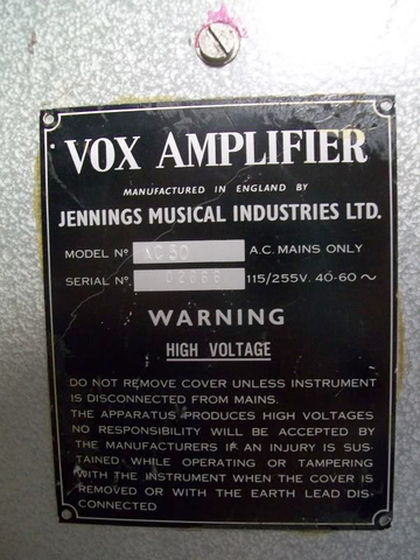 VOX AMPLIFIER
MANUFACTURED IN ENGLAND BY
JENNINGS MUSICAL INDUSTRIES LTD.
MODEL Nº AC 30 A.C. MAINS ONLY
SERIAL Nº 02666 115/255V. 40-60~
WARNING
HIGH VOLTAGE
DO NOT REMOVE COVER UNLESS INSTRUMENT
IS DISCONNECTED FROM MAINS.
THE APPARATUS PRODUCES HIGH VOLTAGES
NO RESPONSIBILITY WILL BE ACCEPTED BY
THE MANUFACTURERS IF AN INJURY IS SUS-
TAINED WHILE OPERATING OR TAMPERING
WITH THE INSTRUMENT WHEN THE COVER IS
REMOVED OR WITH THE EARTH LEAD DIS-
CONNECTED